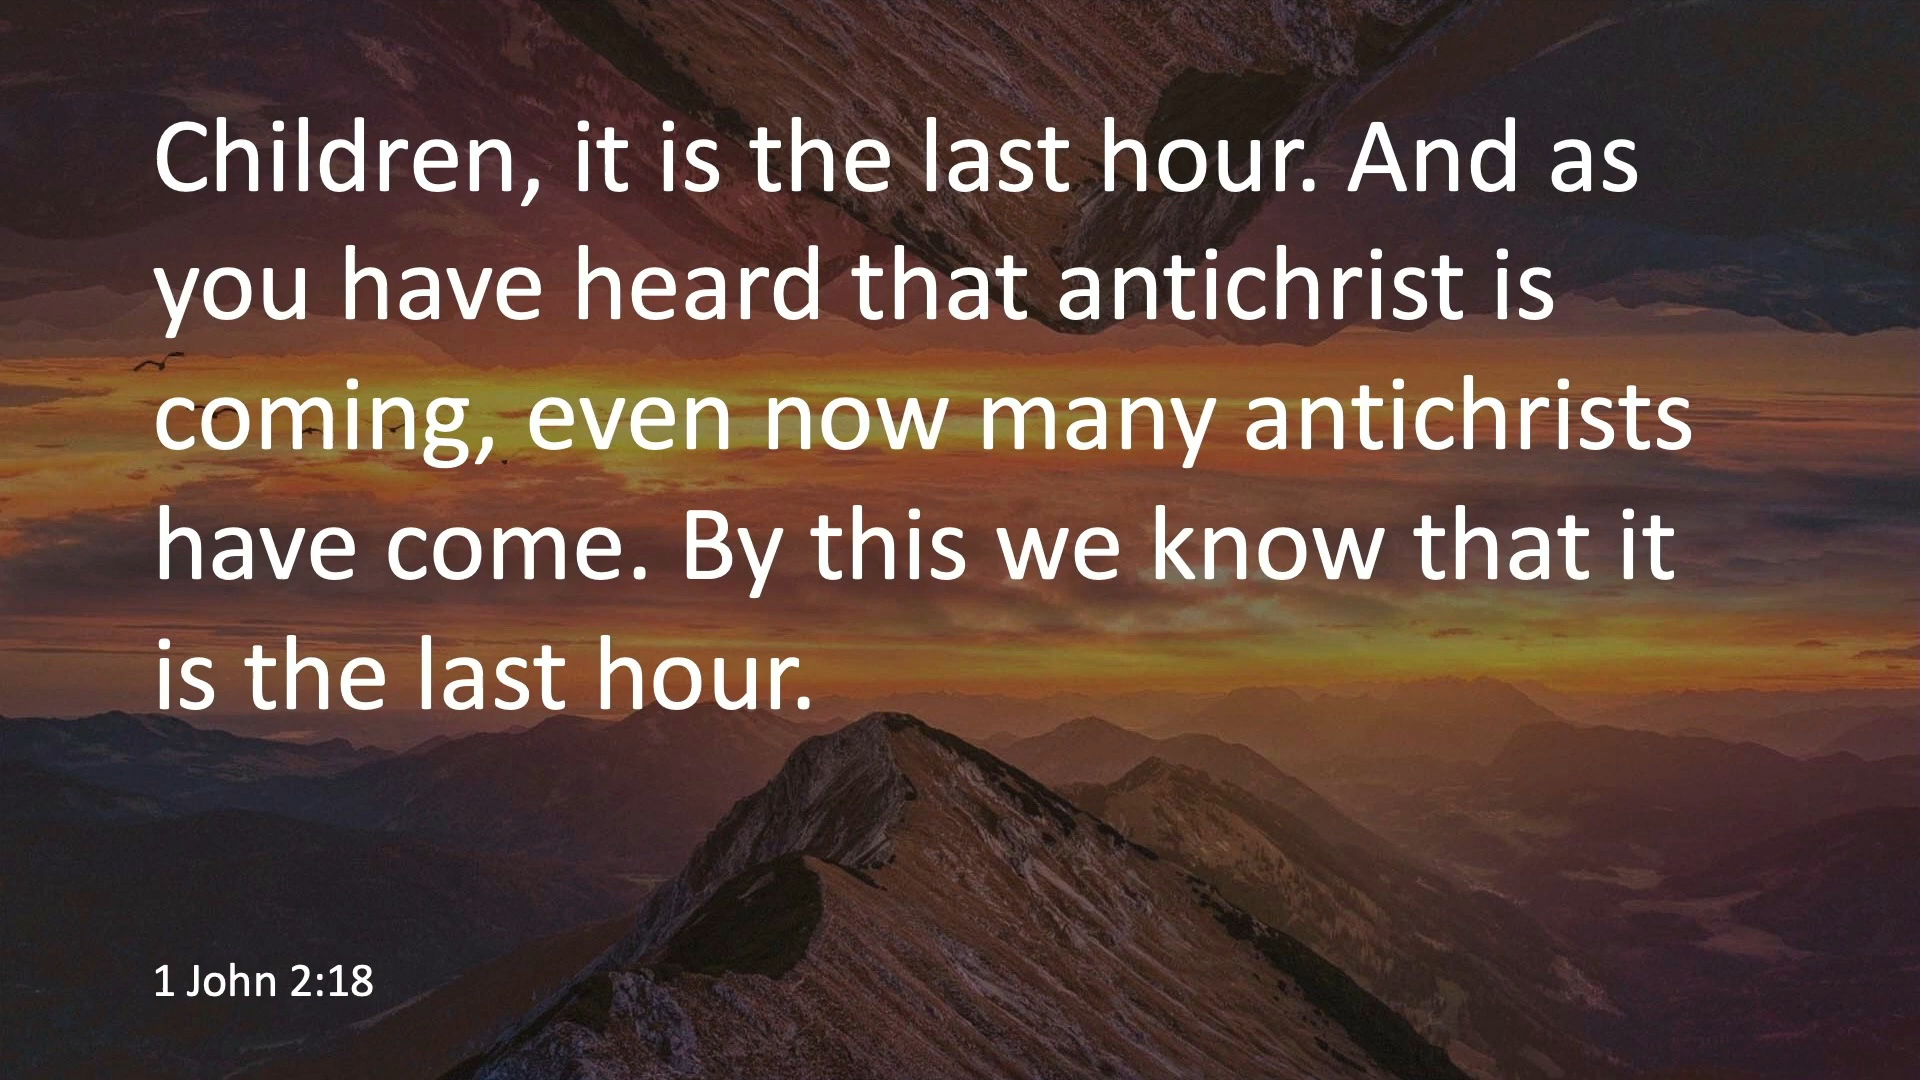 Children, it is the last hour. And as
you have heard that antichrist is
coming, even now many antichrists
have come. By this we know that it
is the last hour.
1 John 2:18